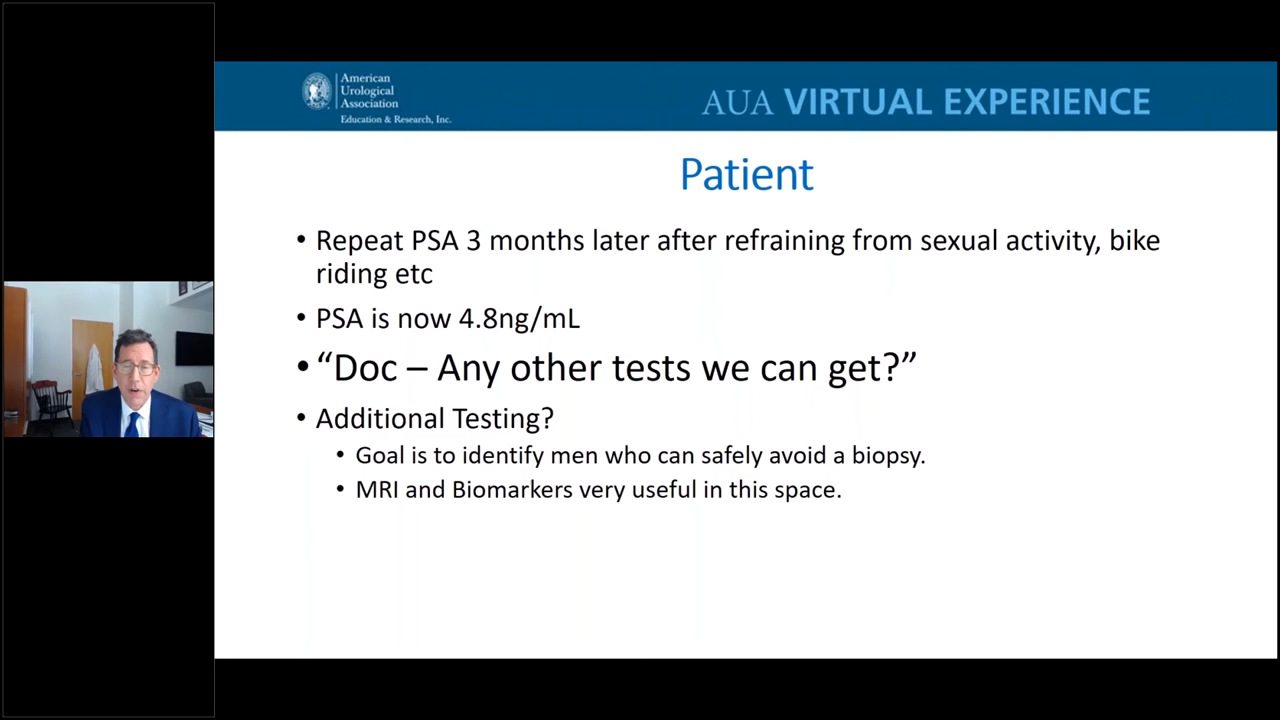 American
Urological
Association
Education & Research, Inc.
AUA VIRTUAL EXPERIENCE
Patient
• Repeat PSA 3 months later after refraining from sexual activity, bike
riding etc
• PSA is now 4.8ng/mL
• “Doc – Any other tests we can get?”
• Additional Testing?
• Goal is to identify men who can safely avoid a biopsy.
• MRI and Biomarkers very useful in this space.